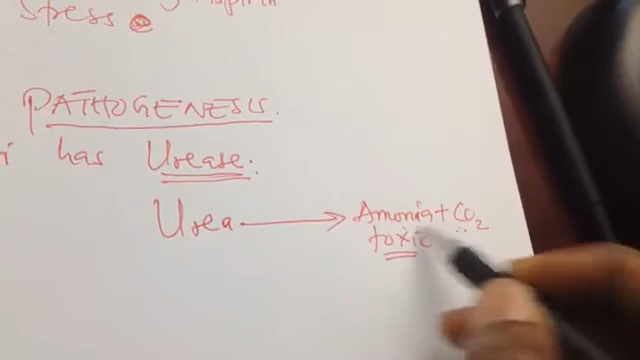 Stress
PATHOGENESIS.
i has Urease.
Urea → Amonia + CO2
toxic